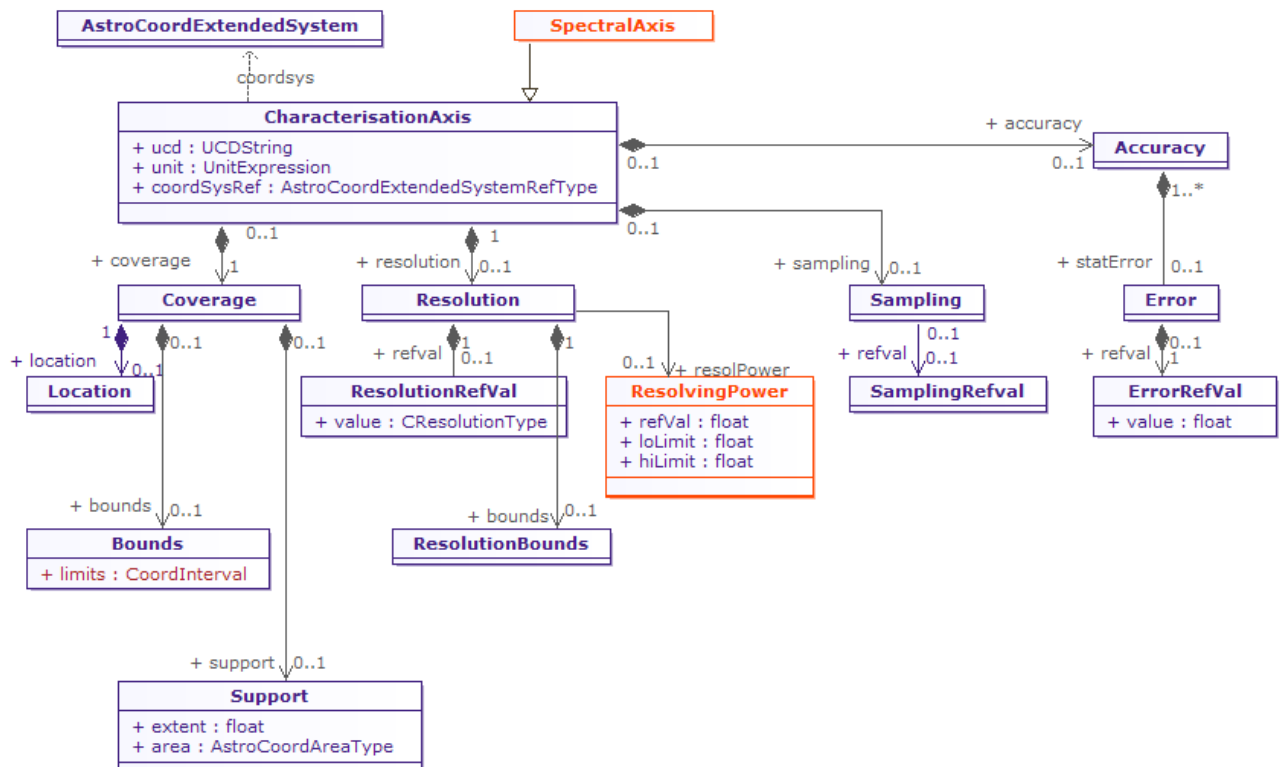 AstroCoordExtendedSystem
SpectralAxis
coordsys
CharacterisationAxis
+ ucd : UCDString
+ unit : UnitExpression
+ coordSysRef : AstroCoordExtendedSystemRefType
+ accuracy
0..1
0..1
Accuracy
0..1
1..*
0..1
1
+ coverage
1
+ resolution
0..1
+ sampling
0..1
+ statError
0..1
Coverage
Resolution
Sampling
Error
1
0..1
0..1
+ location
0..1
1
+ refval
0..1
1
0..1
+ resolPower
0..1
+ refval
0..1
0..1
+ refval
1
Location
ResolutionRefVal
+ value : CResolutionType
ResolvingPower
+ refVal : float
+ loLimit : float
+ hiLimit : float
SamplingRefval
ErrorRefVal
+ value : float
+ bounds
0..1
+ bounds
0..1
Bounds
+ limits : CoordInterval
ResolutionBounds
+ support
0..1
Support
+ extent : float
+ area : AstroCoordAreaType